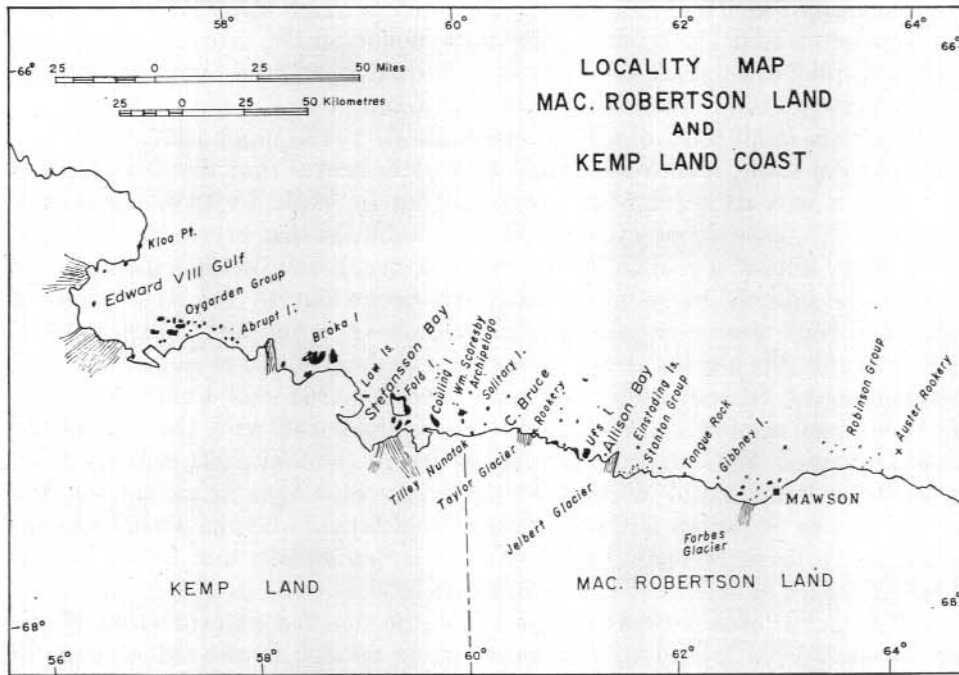 58°
60°
62°
64°
66°
66°
25 0 25 50 Miles
25 0 25 50 Kilometres
LOCALITY MAP
MAC. ROBERTSON LAND
AND
KEMP LAND COAST
Kloa Pt.
Edward VIII Gulf
Oygarden Group
Abrupt I.
Broka I.
Law Is.
Stefansson Bay
Fold I.
Couling I.
Wm. Scoresby
Archipelago
Solitary I.
C. Bruce
Rookery
Ufs I.
Allison Bay
Einstoding Is.
Stanton Group
Tongue Rock
Gibbney I.
Robinson Group
Auster Rookery
Tilley Nunatak
Taylor Glacier
Jelbert Glacier
Forbes
Glacier
MAWSON
KEMP LAND
MAC. ROBERTSON LAND
68°
68°
56°
58°
60°
62°
64°